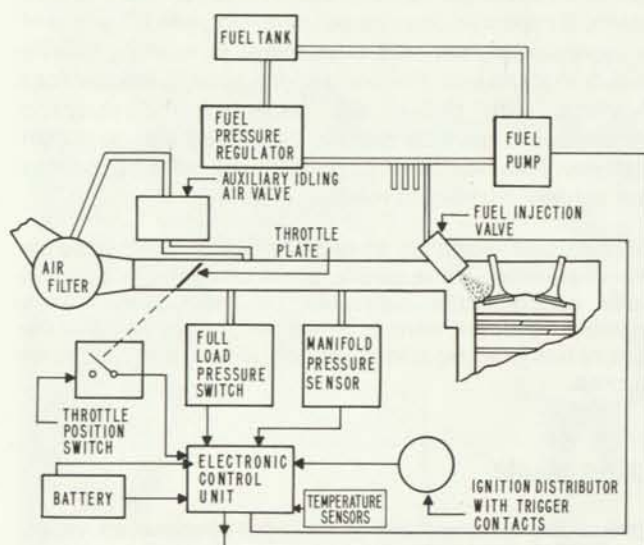 FUEL TANK
FUEL
PRESSURE
REGULATOR
FUEL
PUMP
AUXILIARY IDLING
AIR VALVE
FUEL INJECTION
VALVE
THROTTLE
PLATE
AIR
FILTER
FULL
LOAD
PRESSURE
SWITCH
MANIFOLD
PRESSURE
SENSOR
THROTTLE
POSITION
SWITCH
ELECTRONIC
CONTROL
UNIT
BATTERY
TEMPERATURE
SENSORS
IGNITION DISTRIBUTOR
WITH TRIGGER
CONTACTS